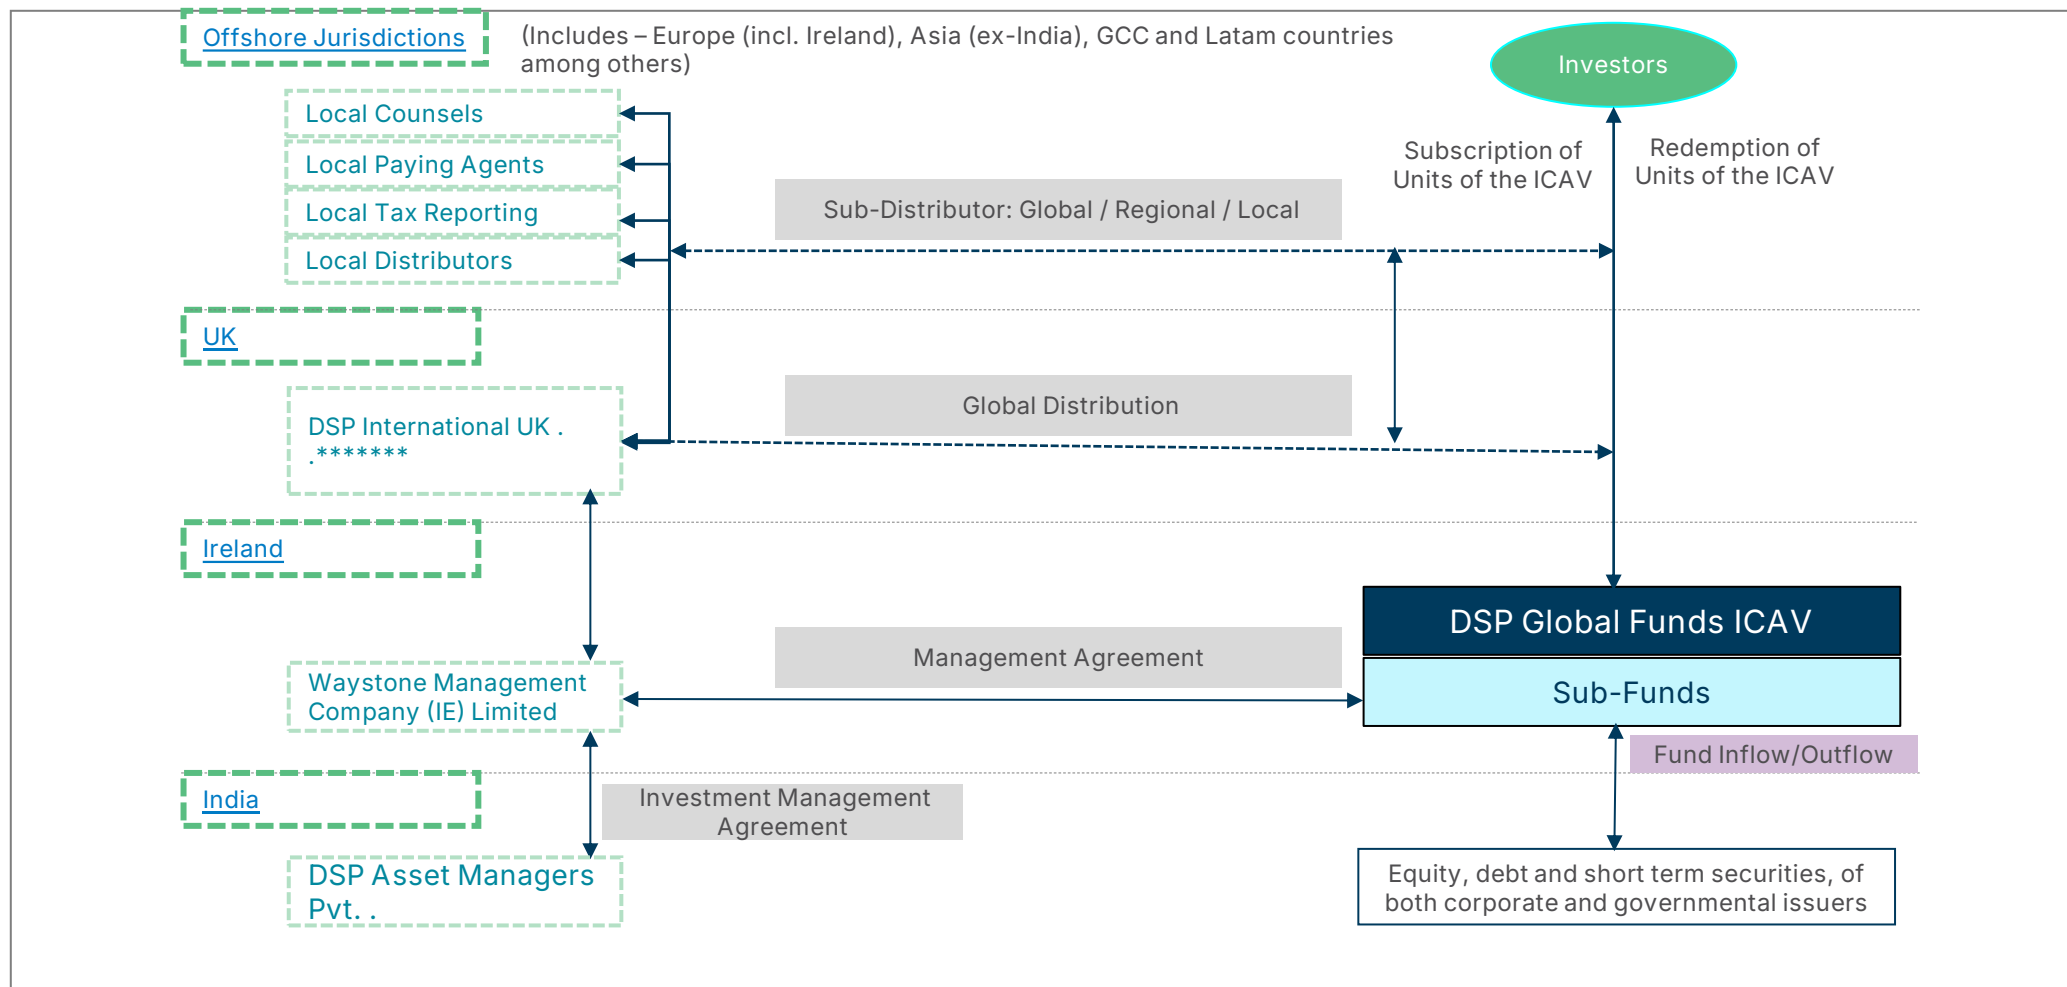 Offshore Jurisdictions
(Includes – Europe (incl. Ireland), Asia (ex-India), GCC and Latam countries
among others)
Investors
Local Counsels
Local Paying Agents
Local Tax Reporting
Local Distributors
Sub-Distributor: Global / Regional / Local
Subscription of
Units of the ICAV
Redemption of
Units of the ICAV
UK
Global Distribution
DSP International UK .
.*******
Ireland
DSP Global Funds ICAV
Management Agreement
Waystone Management
Company (IE) Limited
Sub-Funds
Fund Inflow/Outflow
India
Investment Management
Agreement
DSP Asset Managers
Pvt. .
Equity, debt and short term securities, of
both corporate and governmental issuers